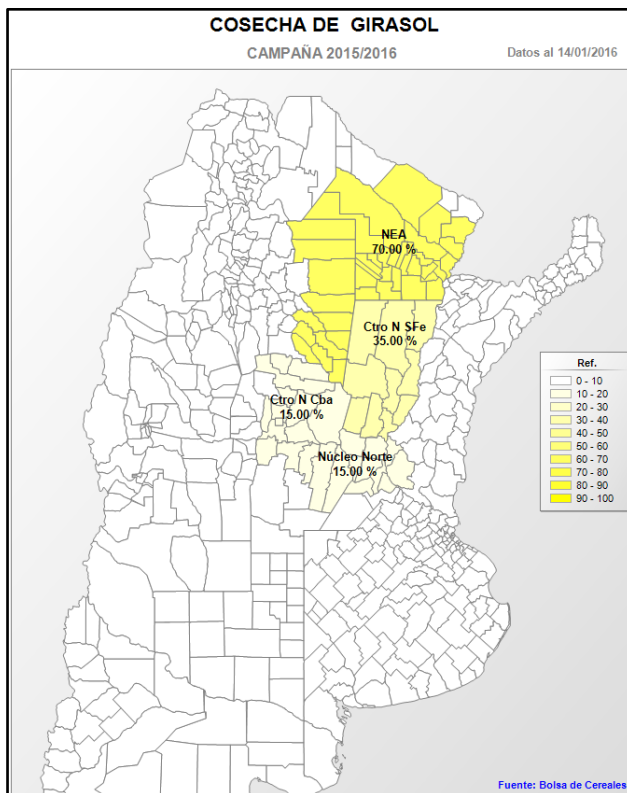 COSECHA DE GIRASOL
CAMPAÑA 2015/2016
Datos al 14/01/2016
NEA
70.00 %
Ctro N SFe
35.00 %
Ctro N Cba
15.00 %
Núcleo Norte
15.00 %
Ref.
0 - 10
10 - 20
20 - 30
30 - 40
40 - 50
50 - 60
60 - 70
70 - 80
80 - 90
90 - 100
Fuente: Bolsa de Cereales